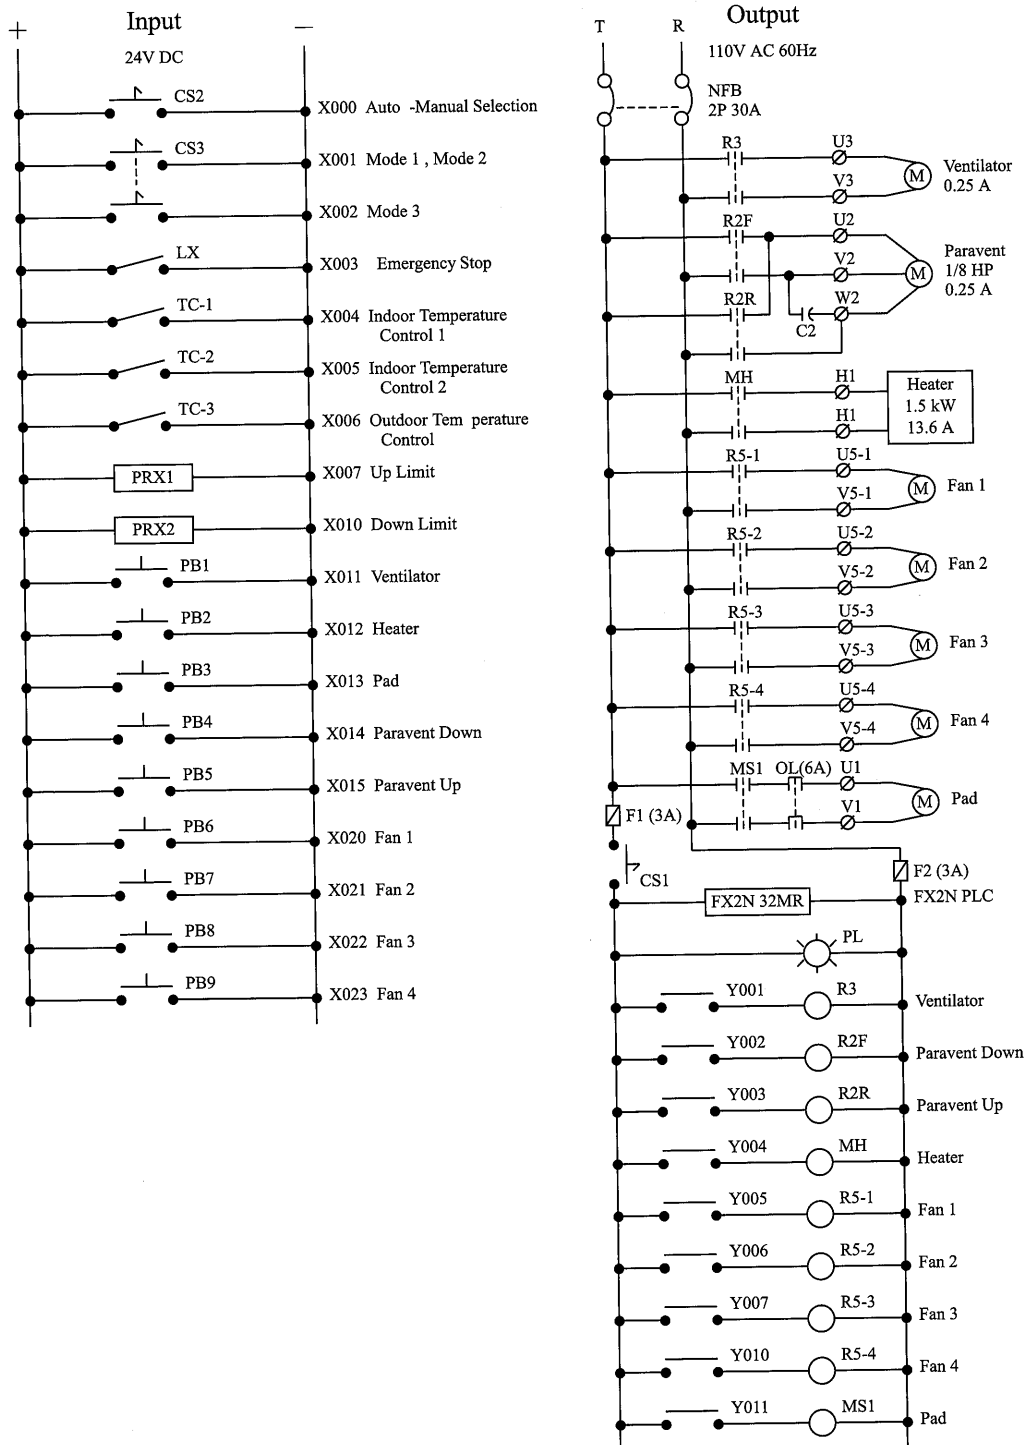 Input
+
−
24V DC
CS2
X000 Auto -Manual Selection
CS3
X001 Mode 1 , Mode 2
X002 Mode 3
LX
X003 Emergency Stop
TC-1
X004 Indoor Temperature
Control 1
TC-2
X005 Indoor Temperature
Control 2
TC-3
X006 Outdoor Tem perature
Control
PRX1
X007 Up Limit
PRX2
X010 Down Limit
PB1
X011 Ventilator
PB2
X012 Heater
PB3
X013 Pad
PB4
X014 Paravent Down
PB5
X015 Paravent Up
PB6
X020 Fan 1
PB7
X021 Fan 2
PB8
X022 Fan 3
PB9
X023 Fan 4
Output
T R
110V AC 60Hz
NFB
2P 30A
R3 U3
V3
M
Ventilator
0.25 A
R2F U2
V2
R2R W2
C2
M
Paravent
1/8 HP
0.25 A
MH H1
H1
Heater
1.5 kW
13.6 A
R5-1 U5-1
V5-1
M
Fan 1
R5-2 U5-2
V5-2
M
Fan 2
R5-3 U5-3
V5-3
M
Fan 3
R5-4 U5-4
V5-4
M
Fan 4
MS1 OL(6A) U1
V1
M
Pad
F1 (3A)
CS1
F2 (3A)
FX2N 32MR
FX2N PLC
PL
Y001 R3 Ventilator
Y002 R2F Paravent Down
Y003 R2R Paravent Up
Y004 MH Heater
Y005 R5-1 Fan 1
Y006 R5-2 Fan 2
Y007 R5-3 Fan 3
Y010 R5-4 Fan 4
Y011 MS1 Pad